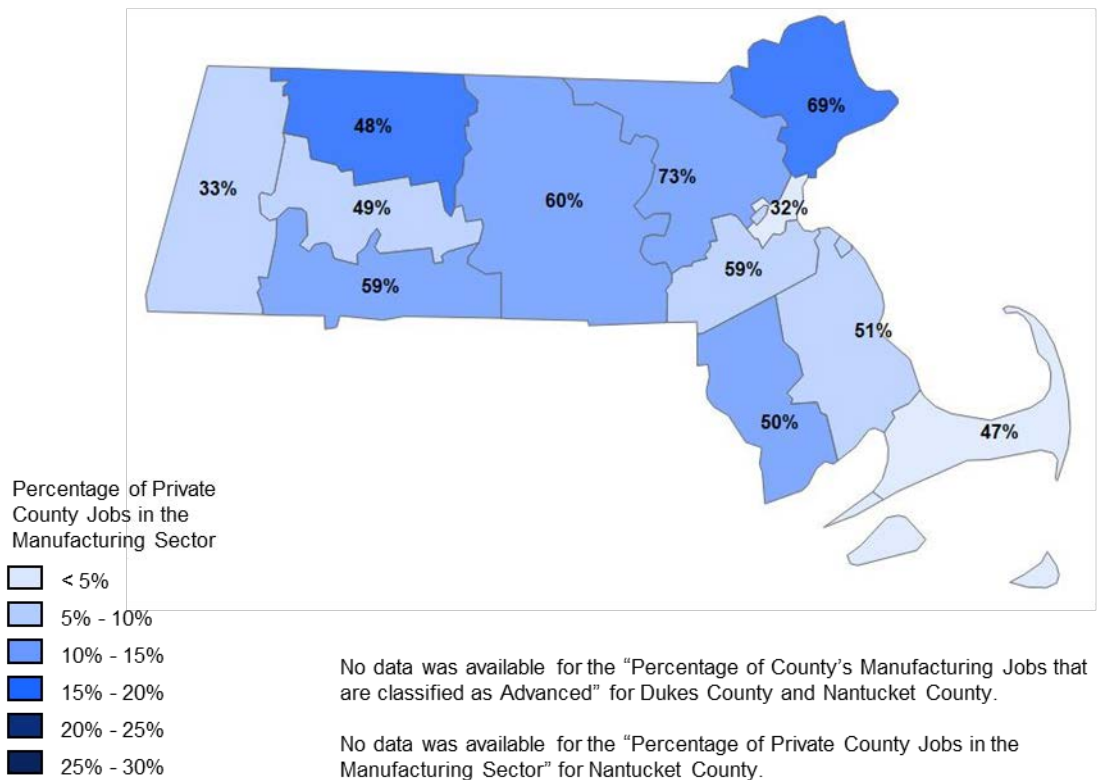 69%
48%
73%
33%
60%
49%
32%
59%
59%
51%
50%
47%
Percentage of Private
County Jobs in the
Manufacturing Sector
< 5%
5% - 10%
10% - 15%
15% - 20%
20% - 25%
25% - 30%
No data was available for the “Percentage of County’s Manufacturing Jobs that
are classified as Advanced” for Dukes County and Nantucket County.
No data was available for the “Percentage of Private County Jobs in the
Manufacturing Sector” for Nantucket County.